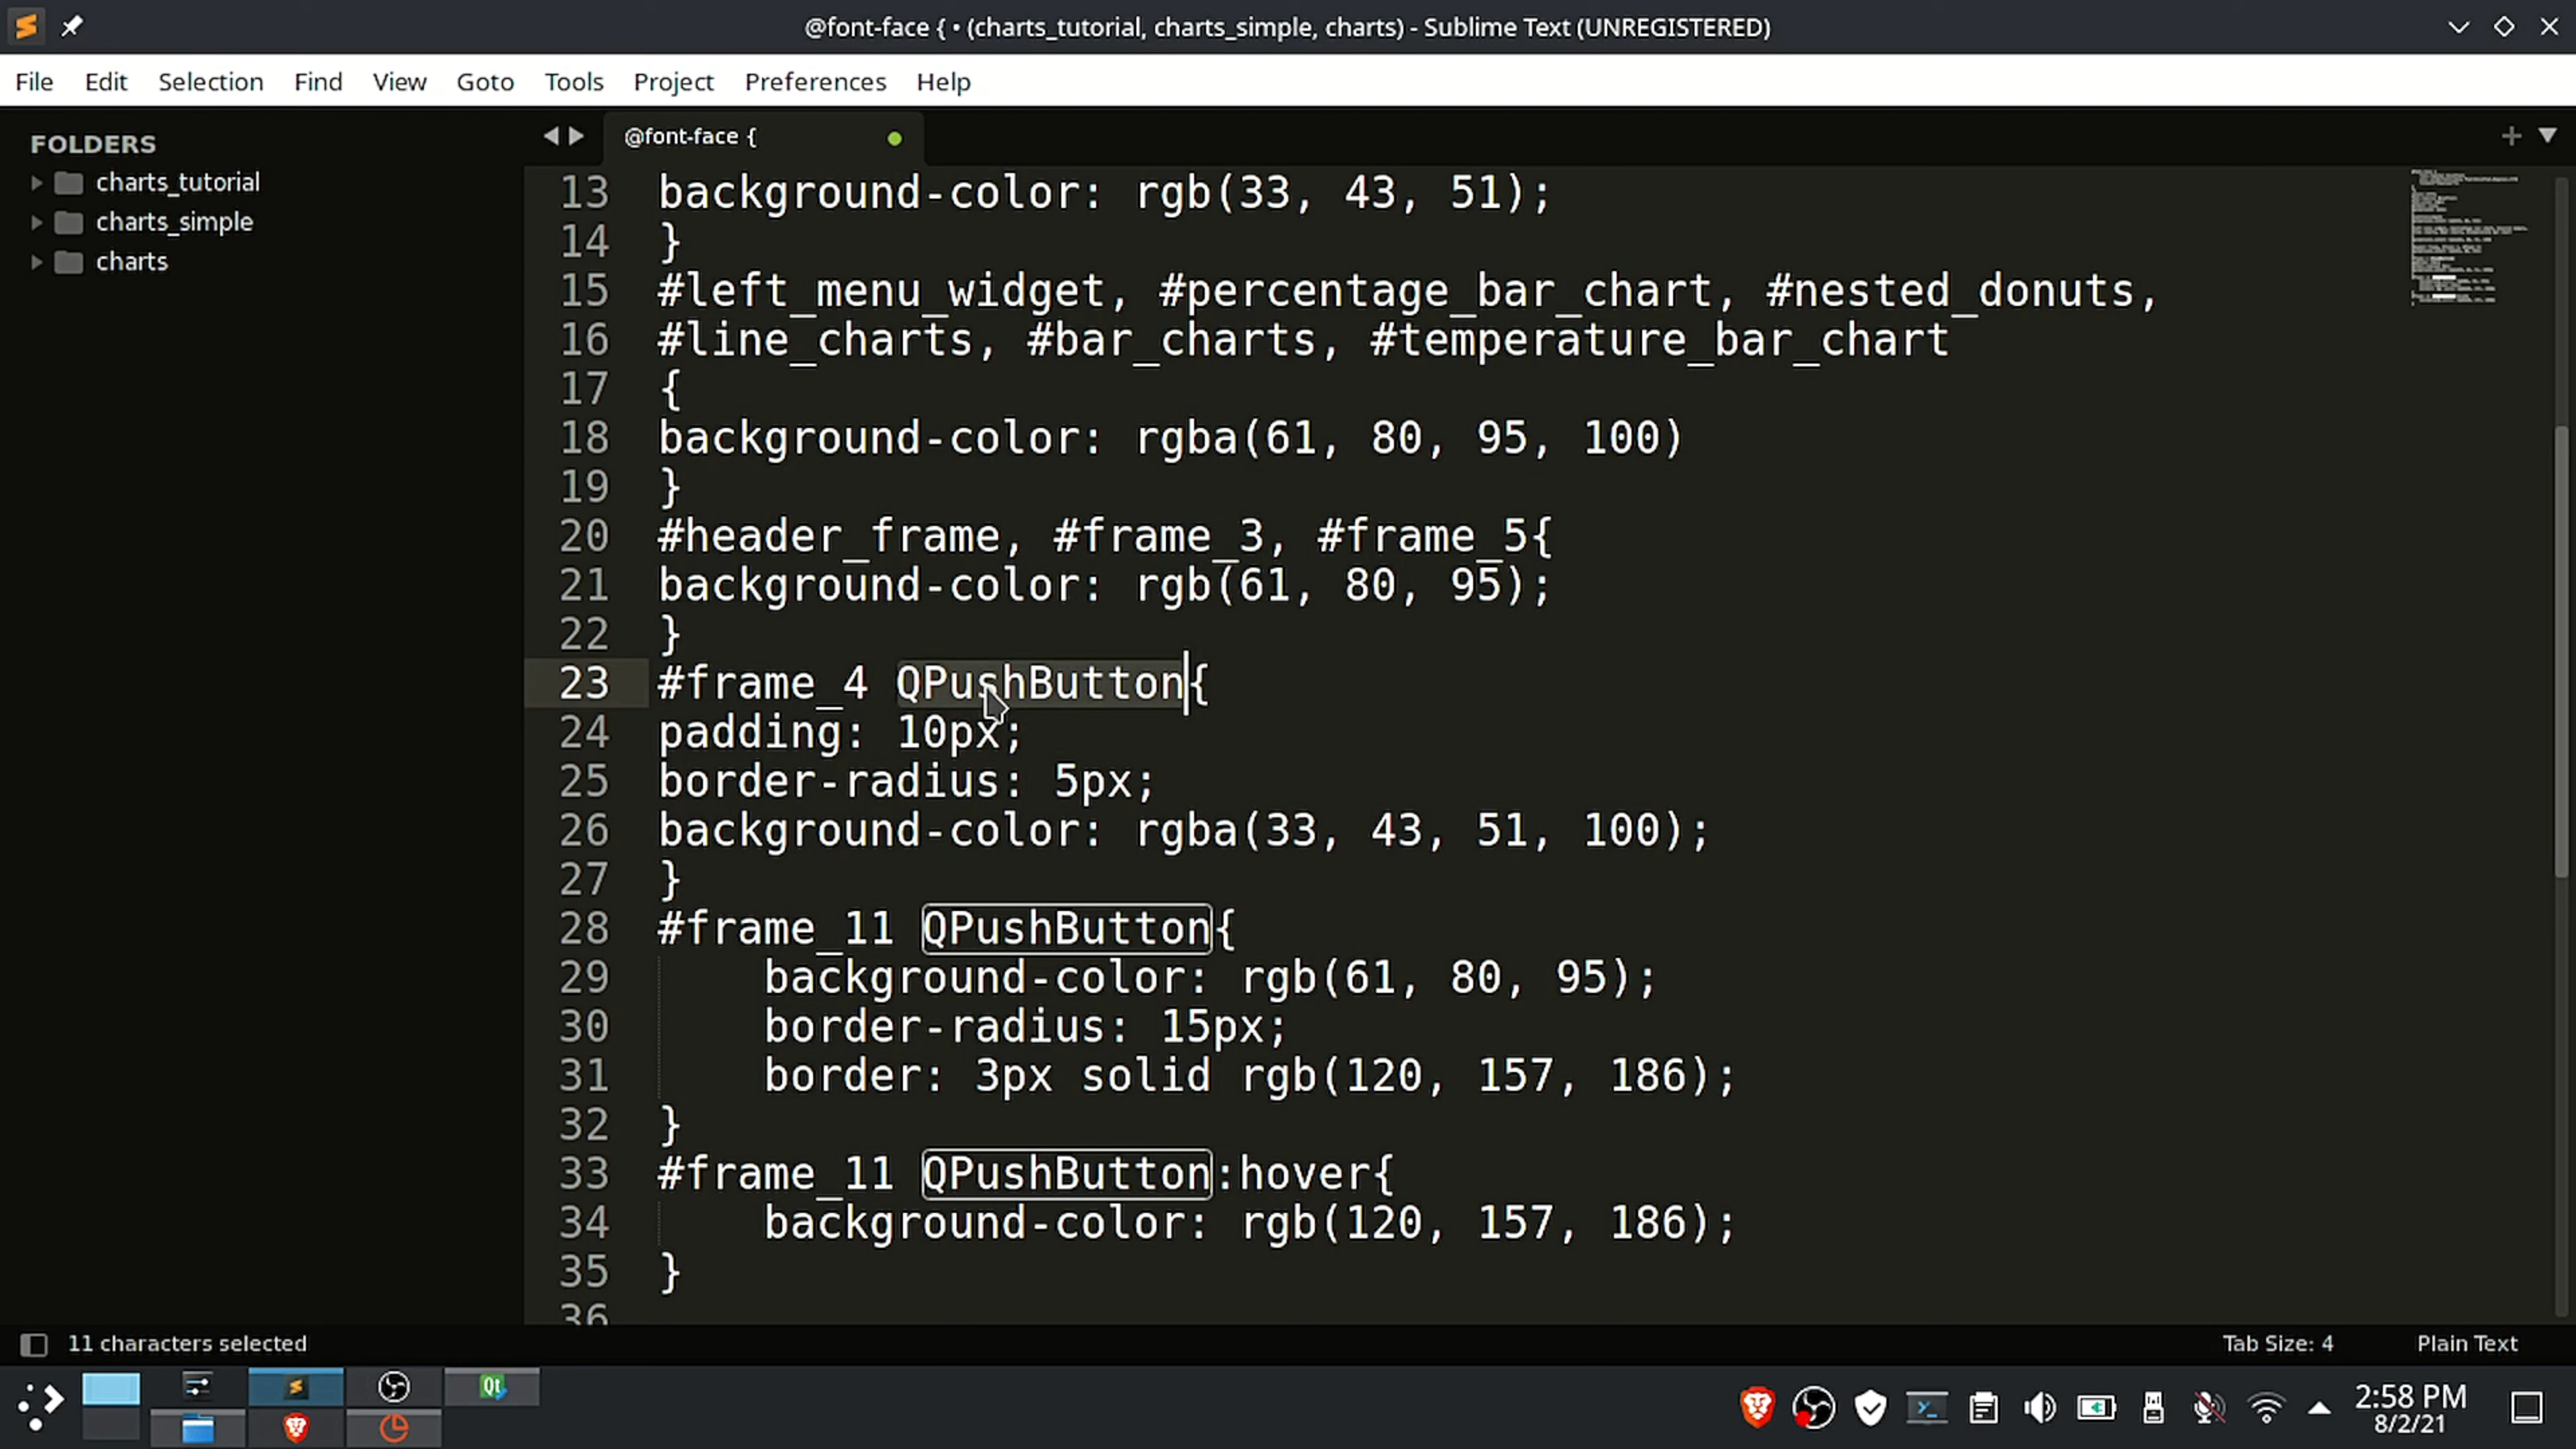 @font-face { • (charts_tutorial, charts_simple, charts) - Sublime Text (UNREGISTERED)
File Edit Selection Find View Goto Tools Project Preferences Help
FOLDERS
charts_tutorial
charts_simple
charts
@font-face {
13 background-color: rgb(33, 43, 51);
14 }
15 #left_menu_widget, #percentage_bar_chart, #nested_donuts,
16 #line_charts, #bar_charts, #temperature_bar_chart
17 {
18 background-color: rgba(61, 80, 95, 100)
19 }
20 #header_frame, #frame_3, #frame_5{
21 background-color: rgb(61, 80, 95);
22 }
23 #frame_4 QPushButton{
24 padding: 10px;
25 border-radius: 5px;
26 background-color: rgba(33, 43, 51, 100);
27 }
28 #frame_11 QPushButton{
29 background-color: rgb(61, 80, 95);
30 border-radius: 15px;
31 border: 3px solid rgb(120, 157, 186);
32 }
33 #frame_11 QPushButton:hover{
34 background-color: rgb(120, 157, 186);
35 }
36
11 characters selected
Tab Size: 4
Plain Text
Qt
2:58 PM
8/2/21